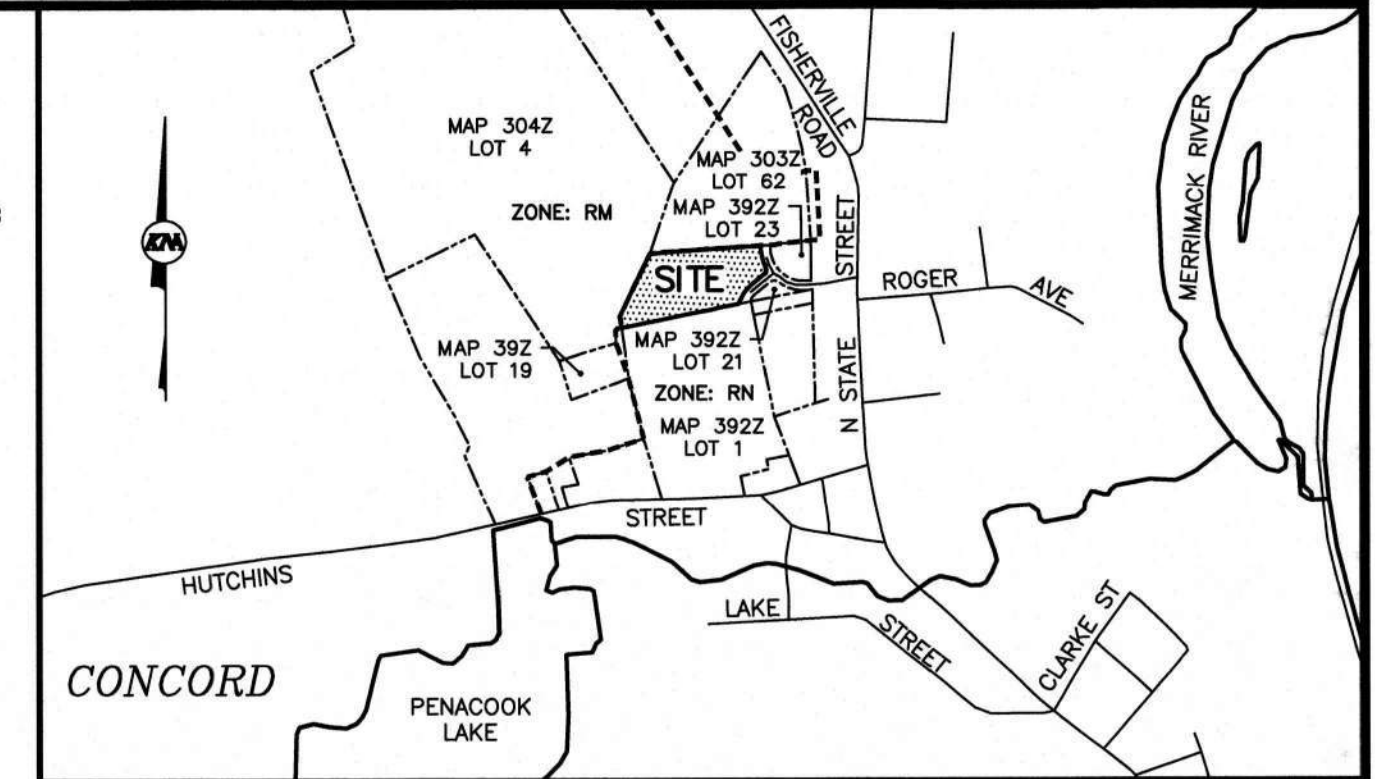 FISHERVILLE
ROAD
MAP 304Z
LOT 4
MERRIMACK RIVER
MAP 303Z
LOT 62
ZONE: RM
MAP 392Z
LOT 23
KNA
STREET
SITE
ROGER
AVE
MAP 39Z
LOT 19
MAP 392Z
LOT 21
ZONE: RN
N STATE
MAP 392Z
LOT 1
STREET
HUTCHINS
LAKE
STREET
CLARKE ST
CONCORD
PENACOOK
LAKE